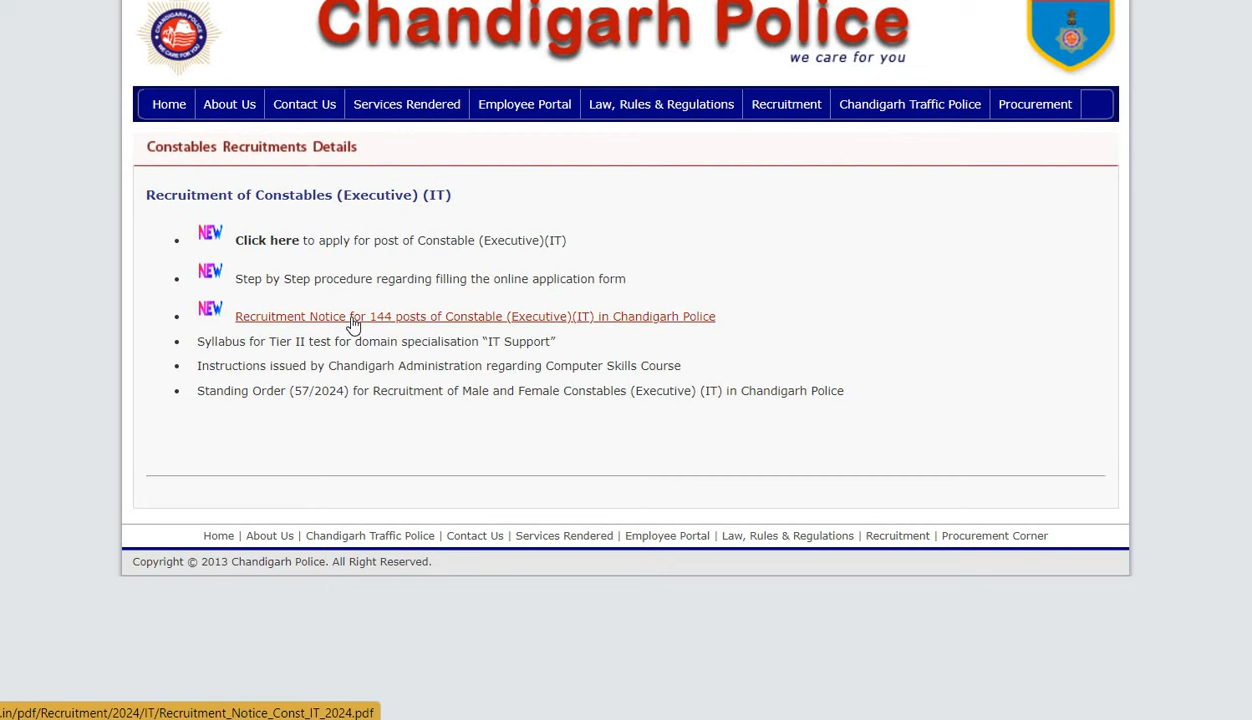 Chandigarh Police
we care for you
Home About Us Contact Us Services Rendered Employee Portal Law, Rules & Regulations Recruitment Chandigarh Traffic Police Procurement
Constables Recruitments Details
Recruitment of Constables (Executive) (IT)
• NEW Click here to apply for post of Constable (Executive)(IT)
• NEW Step by Step procedure regarding filling the online application form
• NEW Recruitment Notice for 144 posts of Constable (Executive)(IT) in Chandigarh Police
• Syllabus for Tier II test for domain specialisation “IT Support”
• Instructions issued by Chandigarh Administration regarding Computer Skills Course
• Standing Order (57/2024) for Recruitment of Male and Female Constables (Executive) (IT) in Chandigarh Police
Home | About Us | Chandigarh Traffic Police | Contact Us | Services Rendered | Employee Portal | Law, Rules & Regulations | Recruitment | Procurement Corner
Copyright © 2013 Chandigarh Police. All Right Reserved.
.in/pdf/Recruitment/2024/IT/Recruitment_Notice_Const_IT_2024.pdf